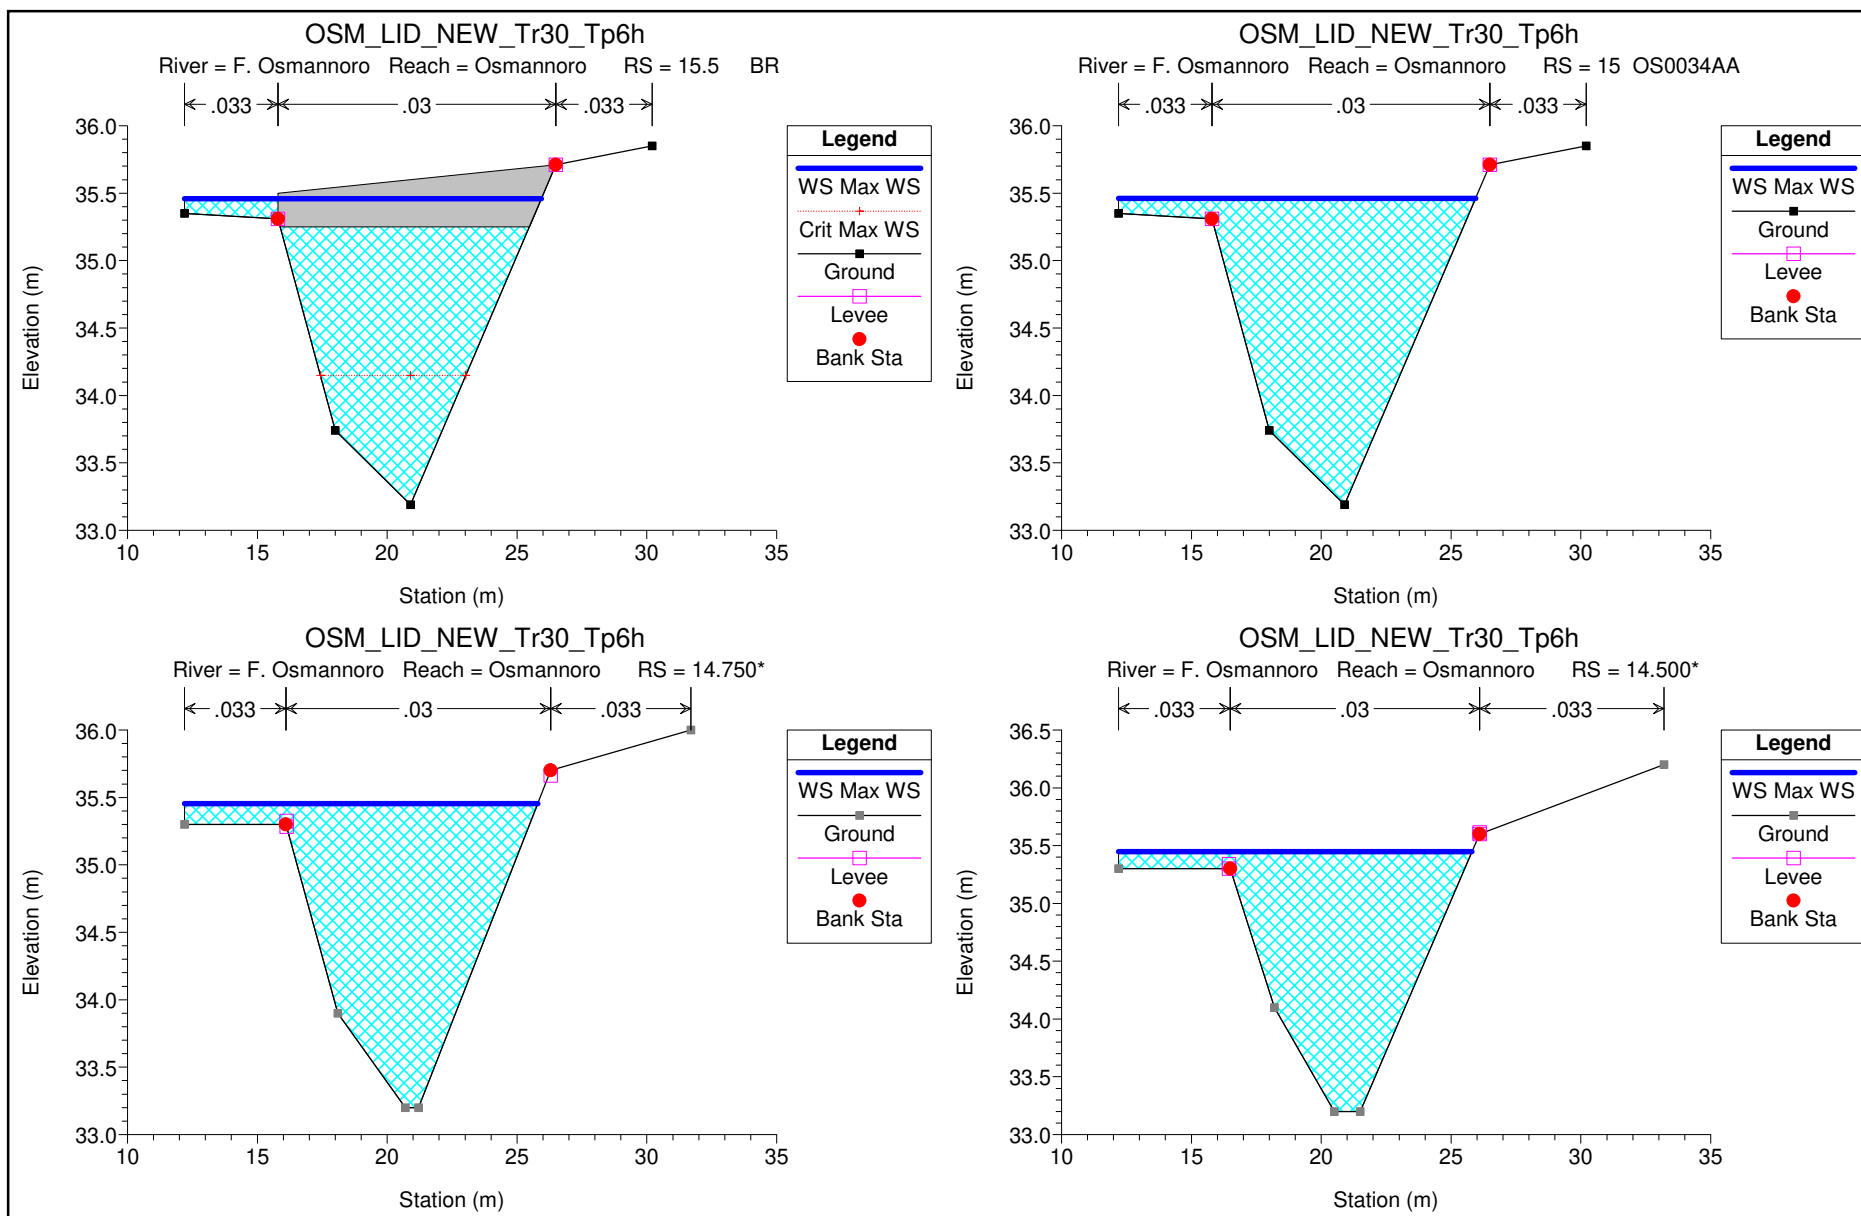 OSM_LID_NEW_Tr30_Tp6h
River = F. Osmannoro Reach = Osmannoro RS = 15.5 BR
.033 .03 .033
36.0
35.5
35.0
34.5
34.0
33.5
33.0
10 15 20 25 30 35
Elevation (m)
Station (m)
Legend
WS Max WS
Crit Max WS
Ground
Levee
Bank Sta
OSM_LID_NEW_Tr30_Tp6h
River = F. Osmannoro Reach = Osmannoro RS = 15 OS0034AA
.033 .03 .033
36.0
35.5
35.0
34.5
34.0
33.5
33.0
10 15 20 25 30 35
Elevation (m)
Station (m)
Legend
WS Max WS
Ground
Levee
Bank Sta
OSM_LID_NEW_Tr30_Tp6h
River = F. Osmannoro Reach = Osmannoro RS = 14.750*
.033 .03 .033
36.0
35.5
35.0
34.5
34.0
33.5
33.0
10 15 20 25 30 35
Elevation (m)
Station (m)
Legend
WS Max WS
Ground
Levee
Bank Sta
OSM_LID_NEW_Tr30_Tp6h
River = F. Osmannoro Reach = Osmannoro RS = 14.500*
.033 .03 .033
36.5
36.0
35.5
35.0
34.5
34.0
33.5
33.0
10 15 20 25 30 35
Elevation (m)
Station (m)
Legend
WS Max WS
Ground
Levee
Bank Sta